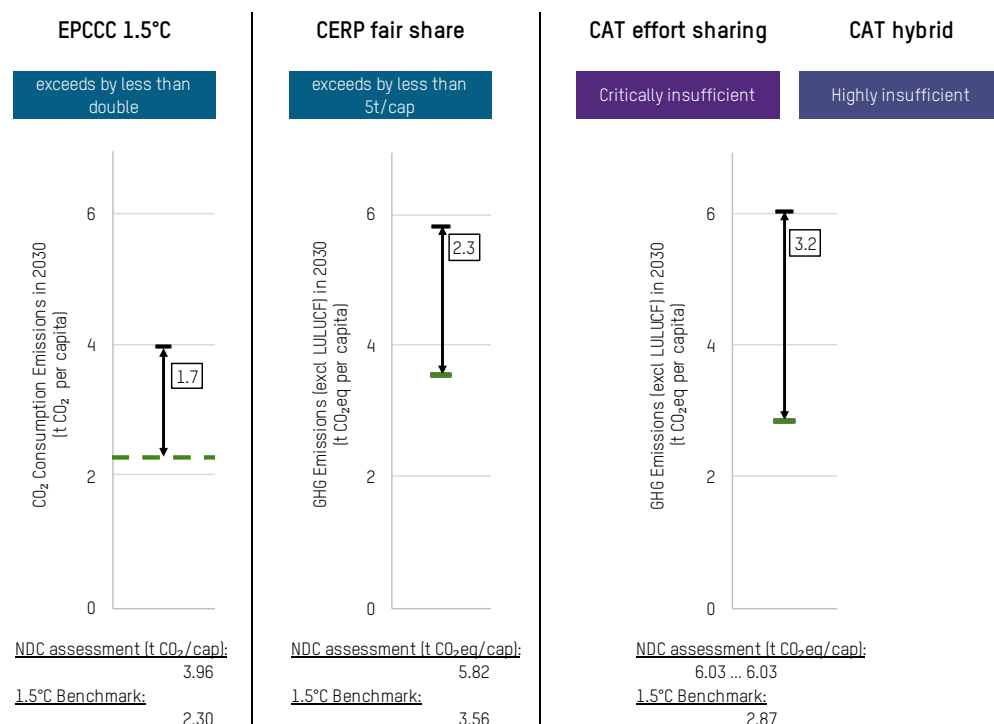 EPCCC 1.5°C
exceeds by less than
double
CO₂ Consumption Emissions in 2030
(t CO₂ per capita)
6
4
2
0
1.7
NDC assessment (t CO₂/cap):
3.96
1.5°C Benchmark:
2.30
CERP fair share
exceeds by less than
5t/cap
GHG Emissions (excl LULUCF) in 2030
(t CO₂eq per capita)
6
4
2
0
2.3
NDC assessment (t CO₂eq/cap):
5.82
1.5°C Benchmark:
3.56
CAT effort sharing
CAT hybrid
Critically insufficient
Highly insufficient
GHG Emissions (excl LULUCF) in 2030
(t CO₂eq per capita)
6
4
2
0
3.2
NDC assessment (t CO₂eq/cap):
6.03 ... 6.03
1.5°C Benchmark:
2.87